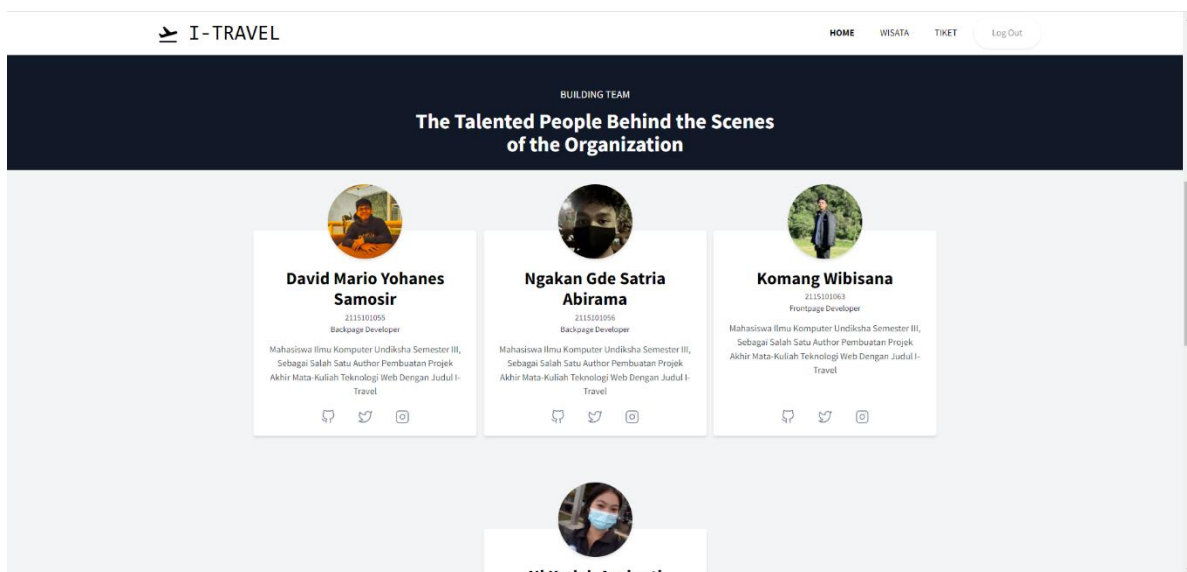 I-TRAVEL
HOME WISATA TIKET Log Out
BUILDING TEAM
The Talented People Behind the Scenes
of the Organization
David Mario Yohanes
Samosir
2115101055
Backpage Developer
Mahasiswa Ilmu Komputer Undiksha Semester III,
Sebagai Salah Satu Author Pembuatan Projek
Akhir Mata-Kuliah Teknologi Web Dengan Judul I-
Travel
Ngakan Gde Satria
Abirama
2115101056
Backpage Developer
Mahasiswa Ilmu Komputer Undiksha Semester III,
Sebagai Salah Satu Author Pembuatan Projek
Akhir Mata-Kuliah Teknologi Web Dengan Judul I-
Travel
Komang Wibisana
2115101063
Frontpage Developer
Mahasiswa Ilmu Komputer Undiksha Semester III,
Sebagai Salah Satu Author Pembuatan Projek
Akhir Mata-Kuliah Teknologi Web Dengan Judul I-
Travel